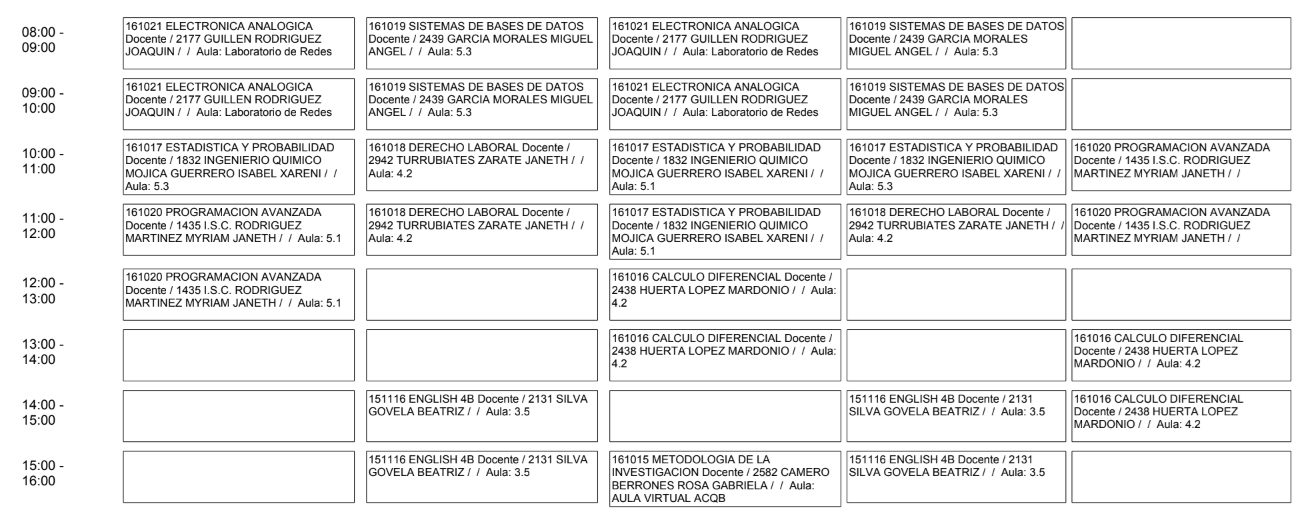 08:00 -
09:00
161021 ELECTRONICA ANALOGICA
Docente / 2177 GUILLEN RODRIGUEZ
JOAQUIN / / Aula: Laboratorio de Redes
161019 SISTEMAS DE BASES DE DATOS
Docente / 2439 GARCIA MORALES MIGUEL
ANGEL / / Aula: 5.3
161021 ELECTRONICA ANALOGICA
Docente / 2177 GUILLEN RODRIGUEZ
JOAQUIN / / Aula: Laboratorio de Redes
161019 SISTEMAS DE BASES DE DATOS
Docente / 2439 GARCIA MORALES
MIGUEL ANGEL / / Aula: 5.3
09:00 -
10:00
161021 ELECTRONICA ANALOGICA
Docente / 2177 GUILLEN RODRIGUEZ
JOAQUIN / / Aula: Laboratorio de Redes
161019 SISTEMAS DE BASES DE DATOS
Docente / 2439 GARCIA MORALES MIGUEL
ANGEL / / Aula: 5.3
161021 ELECTRONICA ANALOGICA
Docente / 2177 GUILLEN RODRIGUEZ
JOAQUIN / / Aula: Laboratorio de Redes
161019 SISTEMAS DE BASES DE DATOS
Docente / 2439 GARCIA MORALES
MIGUEL ANGEL / / Aula: 5.3
10:00 -
11:00
161017 ESTADISTICA Y PROBABILIDAD
Docente / 1832 INGENIERIO QUIMICO
MOJICA GUERRERO ISABEL XARENI / /
Aula: 5.3
161018 DERECHO LABORAL Docente /
2942 TURRUBIATES ZARATE JANETH / /
Aula: 4.2
161017 ESTADISTICA Y PROBABILIDAD
Docente / 1832 INGENIERIO QUIMICO
MOJICA GUERRERO ISABEL XARENI / /
Aula: 5.1
161017 ESTADISTICA Y PROBABILIDAD
Docente / 1832 INGENIERIO QUIMICO
MOJICA GUERRERO ISABEL XARENI / /
Aula: 5.3
161020 PROGRAMACION AVANZADA
Docente / 1435 I.S.C. RODRIGUEZ
MARTINEZ MYRIAM JANETH / /
11:00 -
12:00
161020 PROGRAMACION AVANZADA
Docente / 1435 I.S.C. RODRIGUEZ
MARTINEZ MYRIAM JANETH / / Aula: 5.1
161018 DERECHO LABORAL Docente /
2942 TURRUBIATES ZARATE JANETH / /
Aula: 4.2
161017 ESTADISTICA Y PROBABILIDAD
Docente / 1832 INGENIERIO QUIMICO
MOJICA GUERRERO ISABEL XARENI / /
Aula: 5.1
161018 DERECHO LABORAL Docente /
2942 TURRUBIATES ZARATE JANETH / /
Aula: 4.2
161020 PROGRAMACION AVANZADA
Docente / 1435 I.S.C. RODRIGUEZ
MARTINEZ MYRIAM JANETH / /
12:00 -
13:00
161020 PROGRAMACION AVANZADA
Docente / 1435 I.S.C. RODRIGUEZ
MARTINEZ MYRIAM JANETH / / Aula: 5.1
161016 CALCULO DIFERENCIAL Docente /
2438 HUERTA LOPEZ MARDONIO / / Aula:
4.2
13:00 -
14:00
161016 CALCULO DIFERENCIAL Docente /
2438 HUERTA LOPEZ MARDONIO / / Aula:
4.2
161016 CALCULO DIFERENCIAL
Docente / 2438 HUERTA LOPEZ
MARDONIO / / Aula: 4.2
14:00 -
15:00
151116 ENGLISH 4B Docente / 2131 SILVA
GOVELA BEATRIZ / / Aula: 3.5
151116 ENGLISH 4B Docente / 2131
SILVA GOVELA BEATRIZ / / Aula: 3.5
161016 CALCULO DIFERENCIAL
Docente / 2438 HUERTA LOPEZ
MARDONIO / / Aula: 4.2
15:00 -
16:00
151116 ENGLISH 4B Docente / 2131 SILVA
GOVELA BEATRIZ / / Aula: 3.5
161015 METODOLOGIA DE LA
INVESTIGACION Docente / 2582 CAMERO
BERRONES ROSA GABRIELA / / Aula:
AULA VIRTUAL ACQB
151116 ENGLISH 4B Docente / 2131
SILVA GOVELA BEATRIZ / / Aula: 3.5